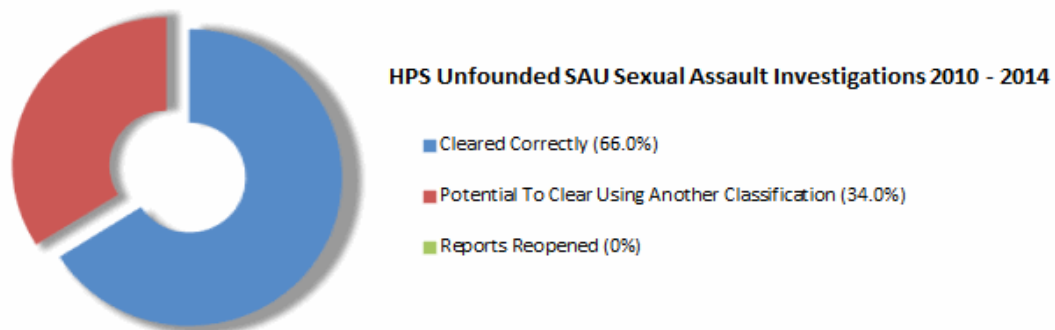 HPS Unfounded SAU Sexual Assault Investigations 2010 - 2014
Cleared Correctly (66.0%)
Potential To Clear Using Another Classification (34.0%)
Reports Reopened (0%)